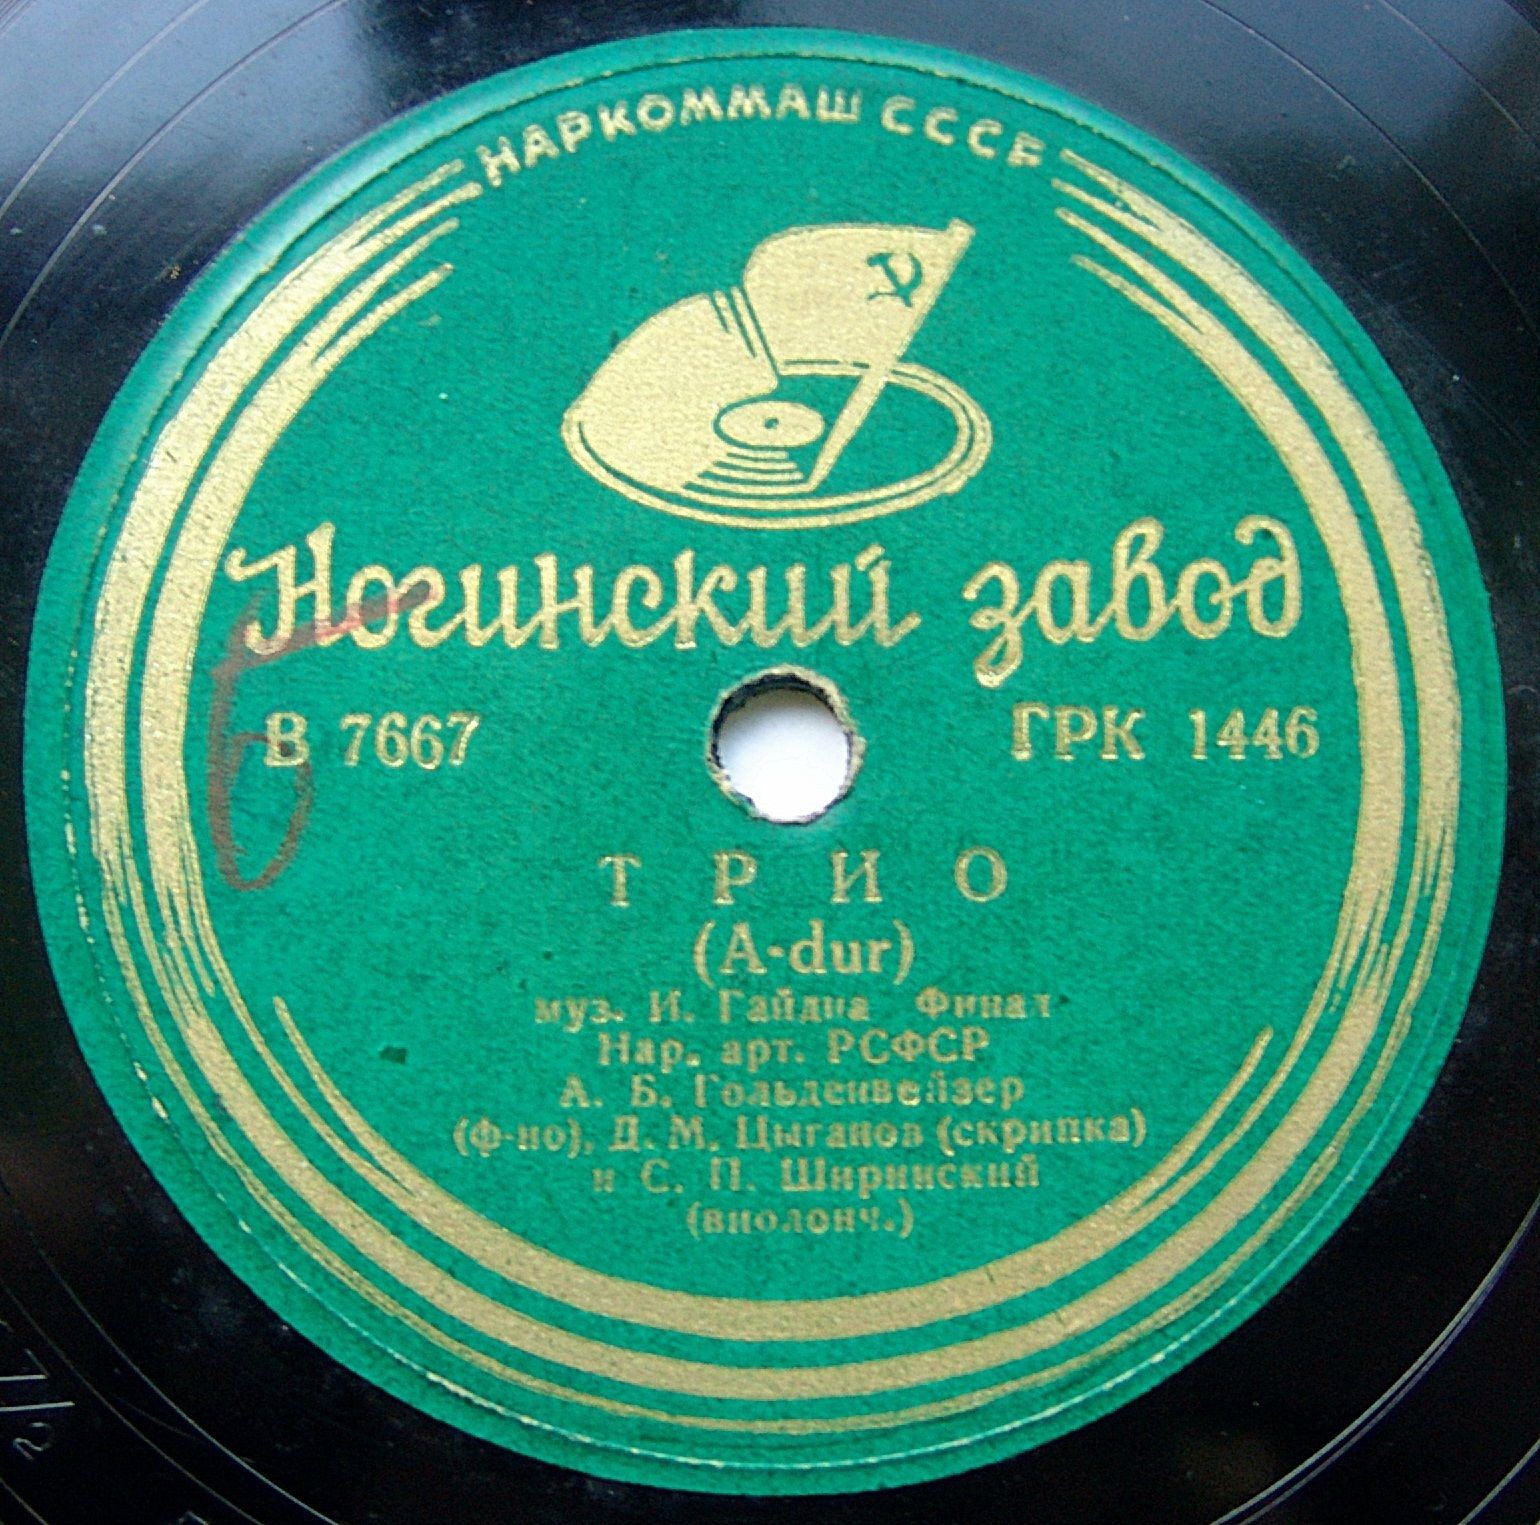 НАРКОММАШ СССР
Ногинский завод
В 7667
ГРК 1446
ТРИО
(A-dur)
муз. И. Гайдна Финал
Нар. арт. РСФСР
А. Б. Гольденвейзер
(ф-но), Д. М. Цыганов (скрипка)
и С. П. Ширинский
(виолонч.)